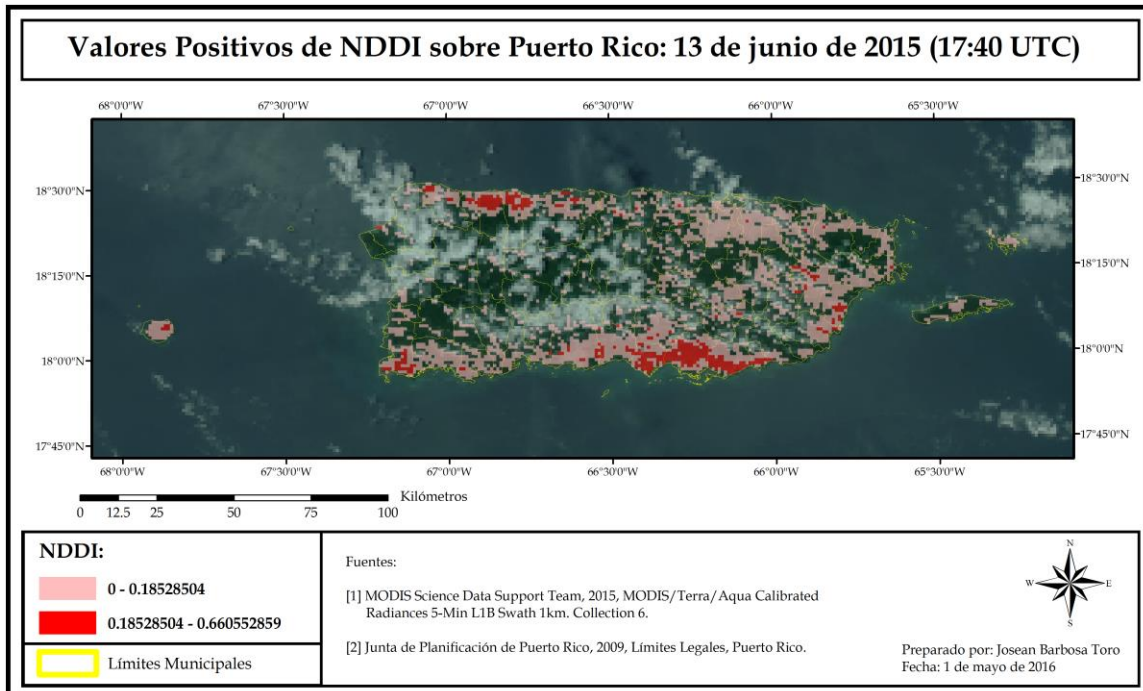 Valores Positivos de NDDI sobre Puerto Rico: 13 de junio de 2015 (17:40 UTC)
68°0'0"W 67°30'0"W 67°0'0"W 66°30'0"W 66°0'0"W 65°30'0"W
18°30'0"N 18°30'0"N
18°15'0"N 18°15'0"N
18°0'0"N 18°0'0"N
17°45'0"N 17°45'0"N
68°0'0"W 67°30'0"W 67°0'0"W 66°30'0"W 66°0'0"W 65°30'0"W
Kilómetros
0 12.5 25 50 75 100
NDDI:
0 - 0.18528504
0.18528504 - 0.660552859
Límites Municipales
Fuentes:
[1] MODIS Science Data Support Team, 2015, MODIS/Terra/Aqua Calibrated
Radiances 5-Min L1B Swath 1km. Collection 6.
[2] Junta de Planificación de Puerto Rico, 2009, Límites Legales, Puerto Rico.
N
W E
S
Preparado por: Josean Barbosa Toro
Fecha: 1 de mayo de 2016